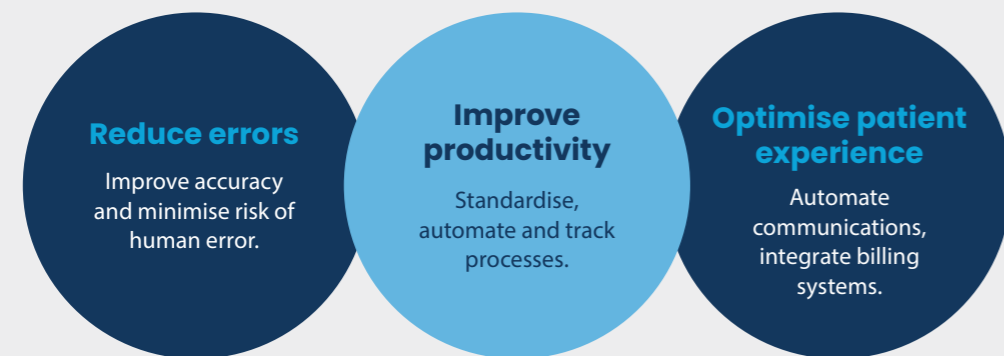 Reduce errors
Improve accuracy
and minimise risk of
human error.
Improve
productivity
Standardise,
automate and track
processes.
Optimise patient
experience
Automate
communications,
integrate billing
systems.